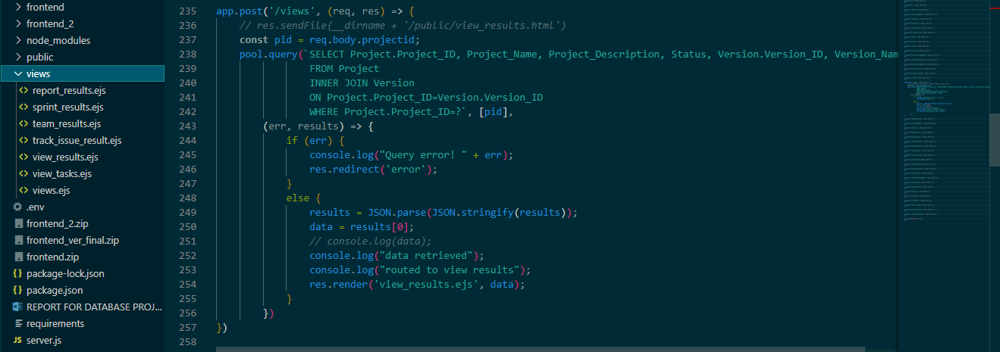 frontend
frontend_2
node_modules
public
views
report_results.ejs
sprint_results.ejs
team_results.ejs
track_issue_result.ejs
view_results.ejs
view_tasks.ejs
views.ejs
.env
frontend_2.zip
frontend_ver_final.zip
frontend.zip
package-lock.json
package.json
REPORT FOR DATABASE PROJ...
requirements
JS server.js
235 app.post('/views', (req, res) => {
236 // res.sendFile(__dirname + '/public/view_results.html')
237 const pid = req.body.projectid;
238 pool.query(`SELECT Project.Project_ID, Project_Name, Project_Description, Status, Version.Version_ID, Version_Nam
239 FROM Project
240 INNER JOIN Version
241 ON Project.Project_ID=Version.Version_ID
242 WHERE Project.Project_ID=?`, [pid],
243 (err, results) => {
244 if (err) {
245 console.log("Query error! " + err);
246 res.redirect('error');
247 }
248 else {
249 results = JSON.parse(JSON.stringify(results));
250 data = results[0];
251 // console.log(data);
252 console.log("data retrieved");
253 console.log("routed to view results");
254 res.render('view_results.ejs', data);
255 }
256 })
257 })
258